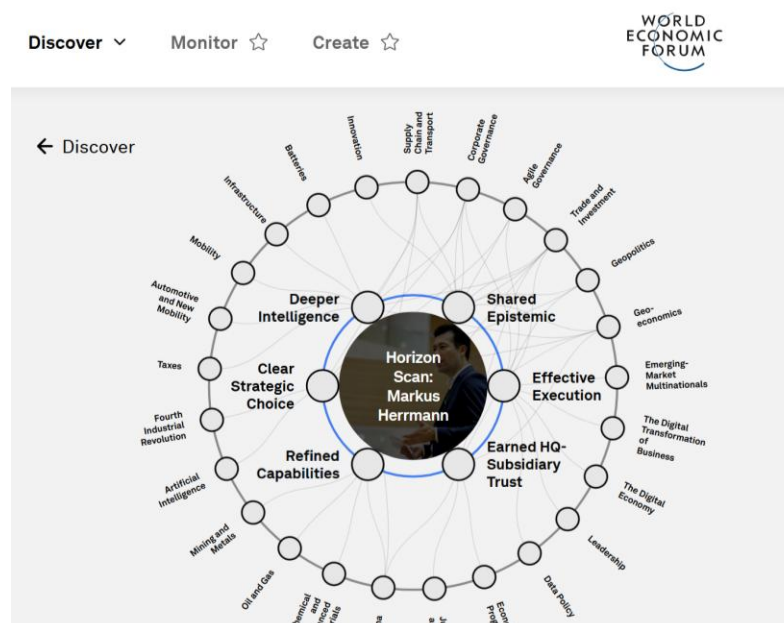 Discover
Monitor
Create
WORLD
ECONOMIC
FORUM
Discover
Innovation
Supply
Chain and
Transport
Corporate
Governance
Agile
Governance
Trade and
Investment
Geopolitics
Geo-
economics
Emerging-
Market
Multinationals
The Digital
Transformation
of
Business
The Digital
Economy
Leadership
Data Policy
Oil and Gas
Mining and
Metals
Artificial
Intelligence
Fourth
Industrial
Revolution
Taxes
Automotive
and New
Mobility
Mobility
Infrastructure
Batteries
Deeper
Intelligence
Shared
Epistemic
Clear
Strategic
Choice
Horizon
Scan:
Markus
Herrmann
Effective
Execution
Refined
Capabilities
Earned HQ-
Subsidiary
Trust